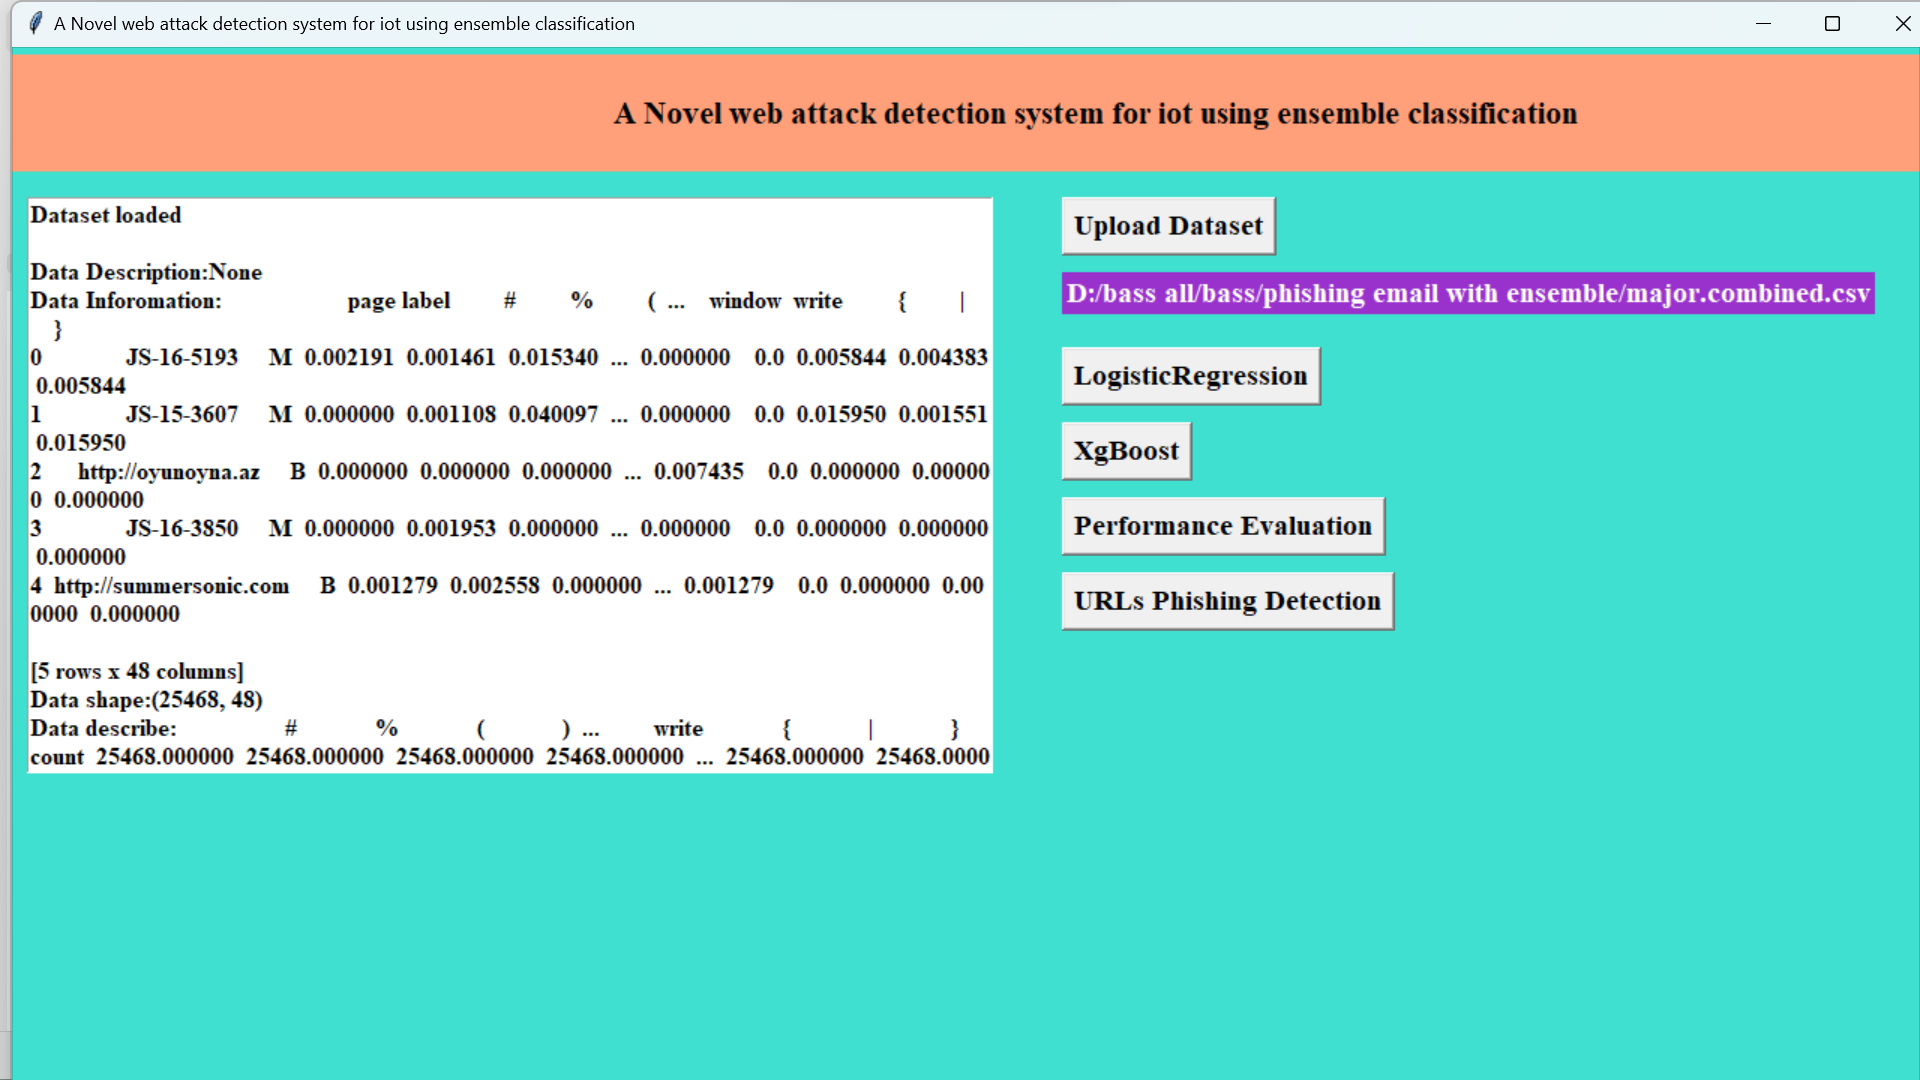 A Novel web attack detection system for iot using ensemble classification
A Novel web attack detection system for iot using ensemble classification
Dataset loaded
Data Description:None
Data Inforomation: page label # % ( ... window write { |
}
0 JS-16-5193 M 0.002191 0.001461 0.015340 ... 0.000000 0.0 0.005844 0.004383
0.005844
1 JS-15-3607 M 0.000000 0.001108 0.040097 ... 0.000000 0.0 0.015950 0.001551
0.015950
2 http://oyunoyna.az B 0.000000 0.000000 0.000000 ... 0.007435 0.0 0.000000 0.00000
0 0.000000
3 JS-16-3850 M 0.000000 0.001953 0.000000 ... 0.000000 0.0 0.000000 0.000000
0.000000
4 http://summersonic.com B 0.001279 0.002558 0.000000 ... 0.001279 0.0 0.000000 0.00
0000 0.000000
[5 rows x 48 columns]
Data shape:(25468, 48)
Data describe: # % ( ) ... write { | }
count 25468.000000 25468.000000 25468.000000 25468.000000 ... 25468.000000 25468.0000
Upload Dataset
D:/bass all/bass/phishing email with ensemble/major.combined.csv
LogisticRegression
XgBoost
Performance Evaluation
URLs Phishing Detection